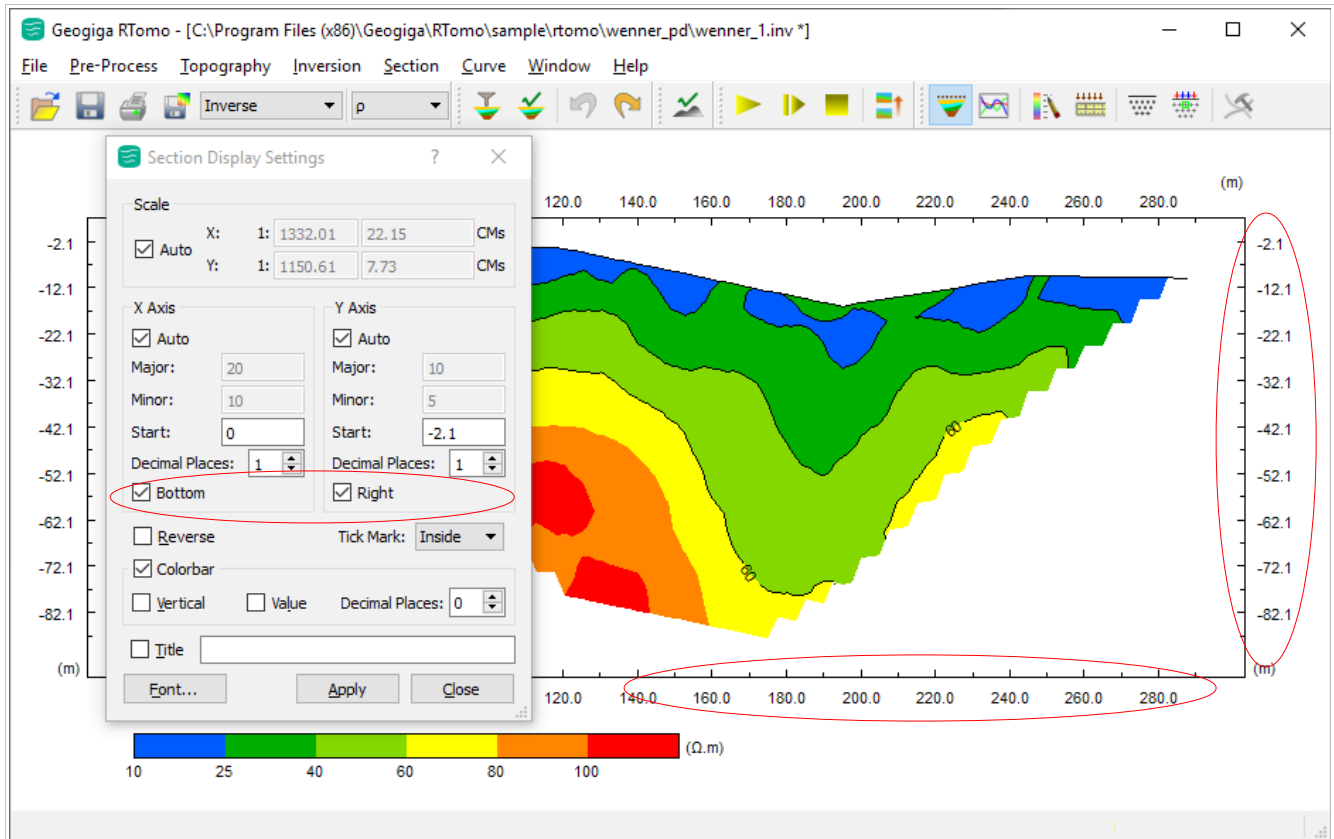 Geogiga RTomo - [C:\Program Files (x86)\Geogiga\RTomo\sample\rtomo\wenner_pd\wenner_1.inv *]
File Pre-Process Topography Inversion Section Curve Window Help
Inverse ρ
Section Display Settings ?
Scale
Auto
X: 1: 1332.01 22.15 CMs
Y: 1: 1150.61 7.73 CMs
X Axis
Auto
Major: 20
Minor: 10
Start: 0
Decimal Places: 1
Bottom
Y Axis
Auto
Major: 10
Minor: 5
Start: -2.1
Decimal Places: 1
Right
Reverse Tick Mark: Inside
Colorbar
Vertical Value Decimal Places: 0
Title
Font... Apply Close
(m)
120.0 140.0 160.0 180.0 200.0 220.0 240.0 260.0 280.0
-2.1 -2.1
-12.1 -12.1
-22.1 -22.1
-32.1 -32.1
-42.1 60 -42.1
-52.1 -52.1
-62.1 -62.1
-72.1 60 -72.1
-82.1 -82.1
(m) (m)
120.0 140.0 160.0 180.0 200.0 220.0 240.0 260.0 280.0
(Ω.m)
10 25 40 60 80 100